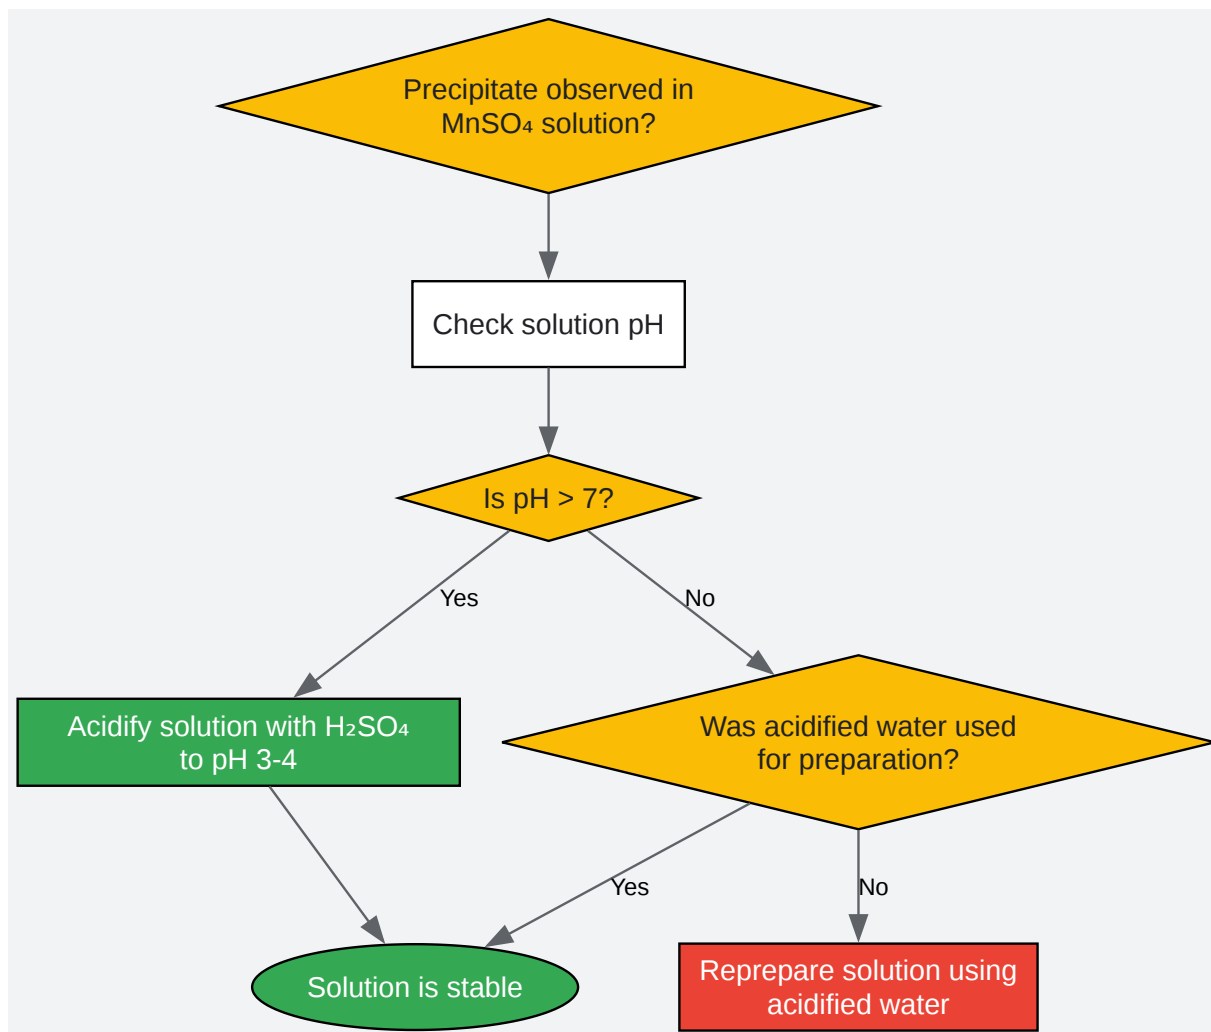 Precipitate observed in
MnSO₄ solution?
Check solution pH
Is pH > 7?
Yes
No
Acidify solution with H₂SO₄
to pH 3-4
Was acidified water used
for preparation?
Yes
No
Solution is stable
Reprepare solution using
acidified water